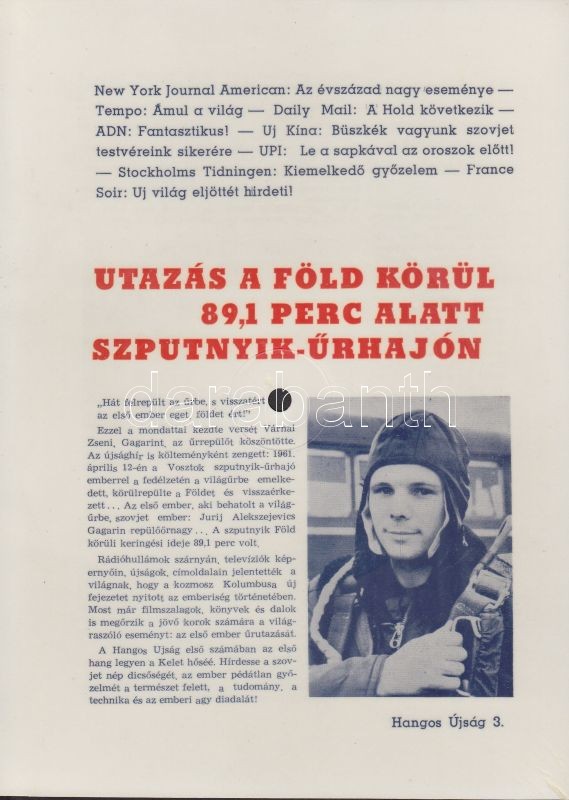 New York Journal American: Az évszázad nagy eseménye —
Tempo: Ámul a világ — Daily Mail: A Hold következik —
ADN: Fantasztikus! — Uj Kína: Büszkék vagyunk szovjet
testvéreink sikerére — UPI: Le a sapkával az oroszok előtt!
— Stockholms Tidningen: Kiemelkedő győzelem — France
Soir: Uj világ eljöttét hirdeti!
UTAZÁS A FÖLD KÖRÜL
89,1 PERC ALATT
SZPUTNYIK-ŰRHAJÓN
darabanth
„Hát felrepült az űrbe, s visszatért
az első ember eget, földet ért!"
Ezzel a mondattal kezdte versét Várnai
Zseni, Gagarint, az űrrepülőt köszöntötte.
Az újsághír is költeményként zengett: 1961.
április 12-én a Vosztok szputnyik-űrhajó
emberrel a fedélzetén a világűrbe emelke-
dett, körülrepülte a Földet és visszaérke-
zett... Az első ember, aki behatolt a világ-
űrbe, szovjet ember: Jurij Alekszejevics
Gagarin repülőőrnagy... A szputnyik Föld
körüli keringési ideje 89,1 perc volt.
Rádióhullámok szárnyán, televíziók kép-
ernyőin, újságok, címoldalain jelentették a
világnak, hogy a kozmosz Kolumbusa új
fejezetet nyitott az emberiség történetében.
Most már filmszalagok, könyvek és dalok
is megőrzik a jövő korok számára a világ-
raszóló eseményt: az első ember űrutazását.
A Hangos Ujság első számában az első
hang legyen a Kelet hőséé. Hírdesse a szov-
jet nép dicsőségét, az ember pédátlan győ-
zelmét a természet felett, a tudomány, a
technika és az emberi agy diadalát!
Hangos Újság 3.